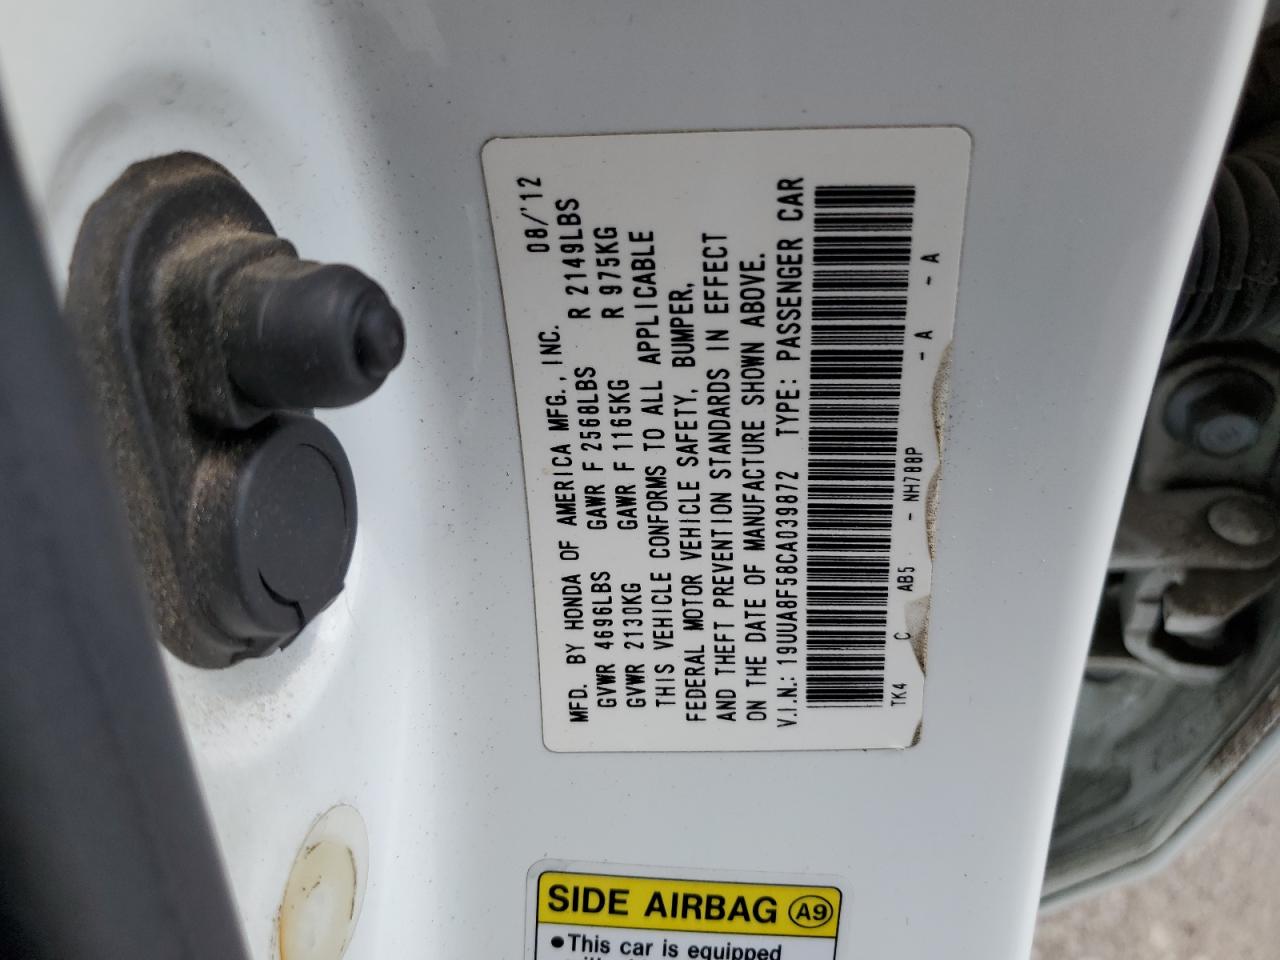 MFD. BY HONDA OF AMERICA MFG., INC. 08/'12
GVWR 4696LBS GAWR F 2568LBS R 2149LBS
GVWR 2130KG GAWR F 1165KG R 975KG
THIS VEHICLE CONFORMS TO ALL APPLICABLE
FEDERAL MOTOR VEHICLE SAFETY, BUMPER,
AND THEFT PREVENTION STANDARDS IN EFFECT
ON THE DATE OF MANUFACTURE SHOWN ABOVE.
V.I.N.: 19UUA8F58CA039872 TYPE: PASSENGER CAR
TK4 C AB5 - NH788P - A - A
SIDE AIRBAG A9
•This car is equipped